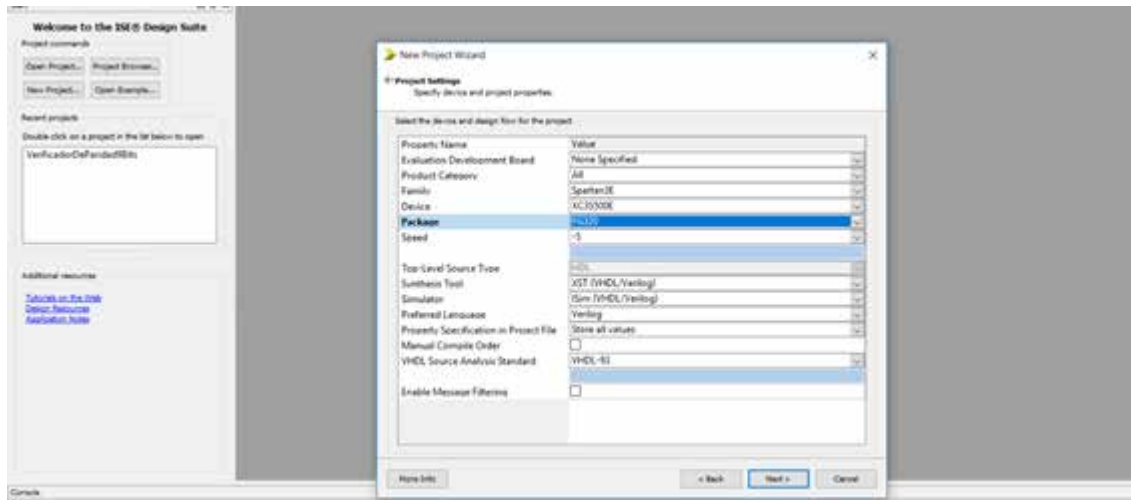 Welcome to the ISE® Design Suite
Project commands
Open Project... Project Browser...
New Project... Open Example...
Recent projects
Double click on a project in the list below to open
VerificadorDeParidad9Bits
Additional resources
Tutorials on the Web
Design Resources
Application Notes
Console
New Project Wizard
Project Settings
Specify device and project properties.
Select the device and design flow for the project
Property Name Value
Evaluation Development Board None Specified
Product Category All
Family Spartan3E
Device XC3S500E
Package FG320
Speed -5
Top-Level Source Type HDL
Synthesis Tool XST (VHDL/Verilog)
Simulator ISim (VHDL/Verilog)
Preferred Language Verilog
Property Specification in Project File Store all values
Manual Compile Order
VHDL Source Analysis Standard VHDL-93
Enable Message Filtering
More Info < Back Next > Cancel